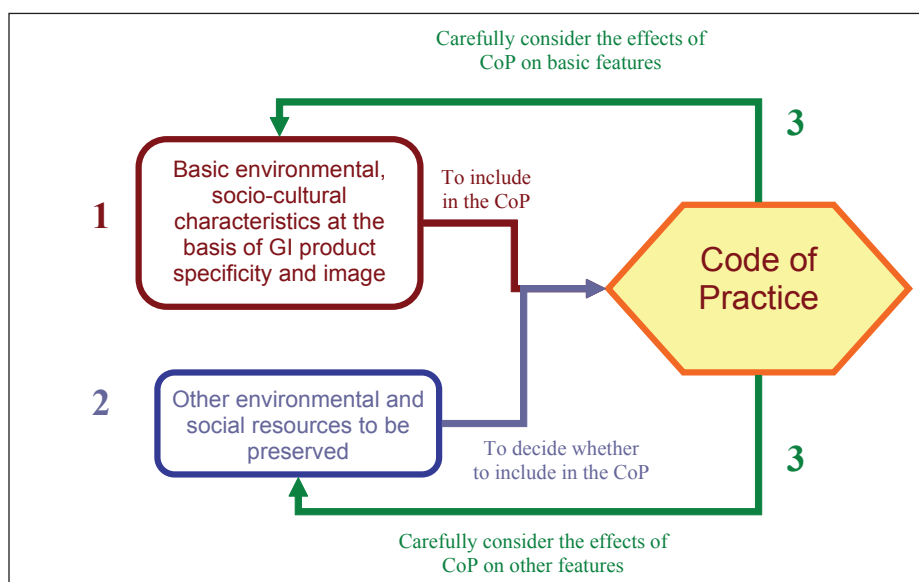 Carefully consider the effects of
CoP on basic features
3
1
Basic environmental,
socio-cultural
characteristics at the
basis of GI product
specificity and image
To include
in the CoP
Code of
Practice
2
Other environmental and
social resources to be
preserved
To decide whether
to include in the CoP
3
Carefully consider the effects of
CoP on other features